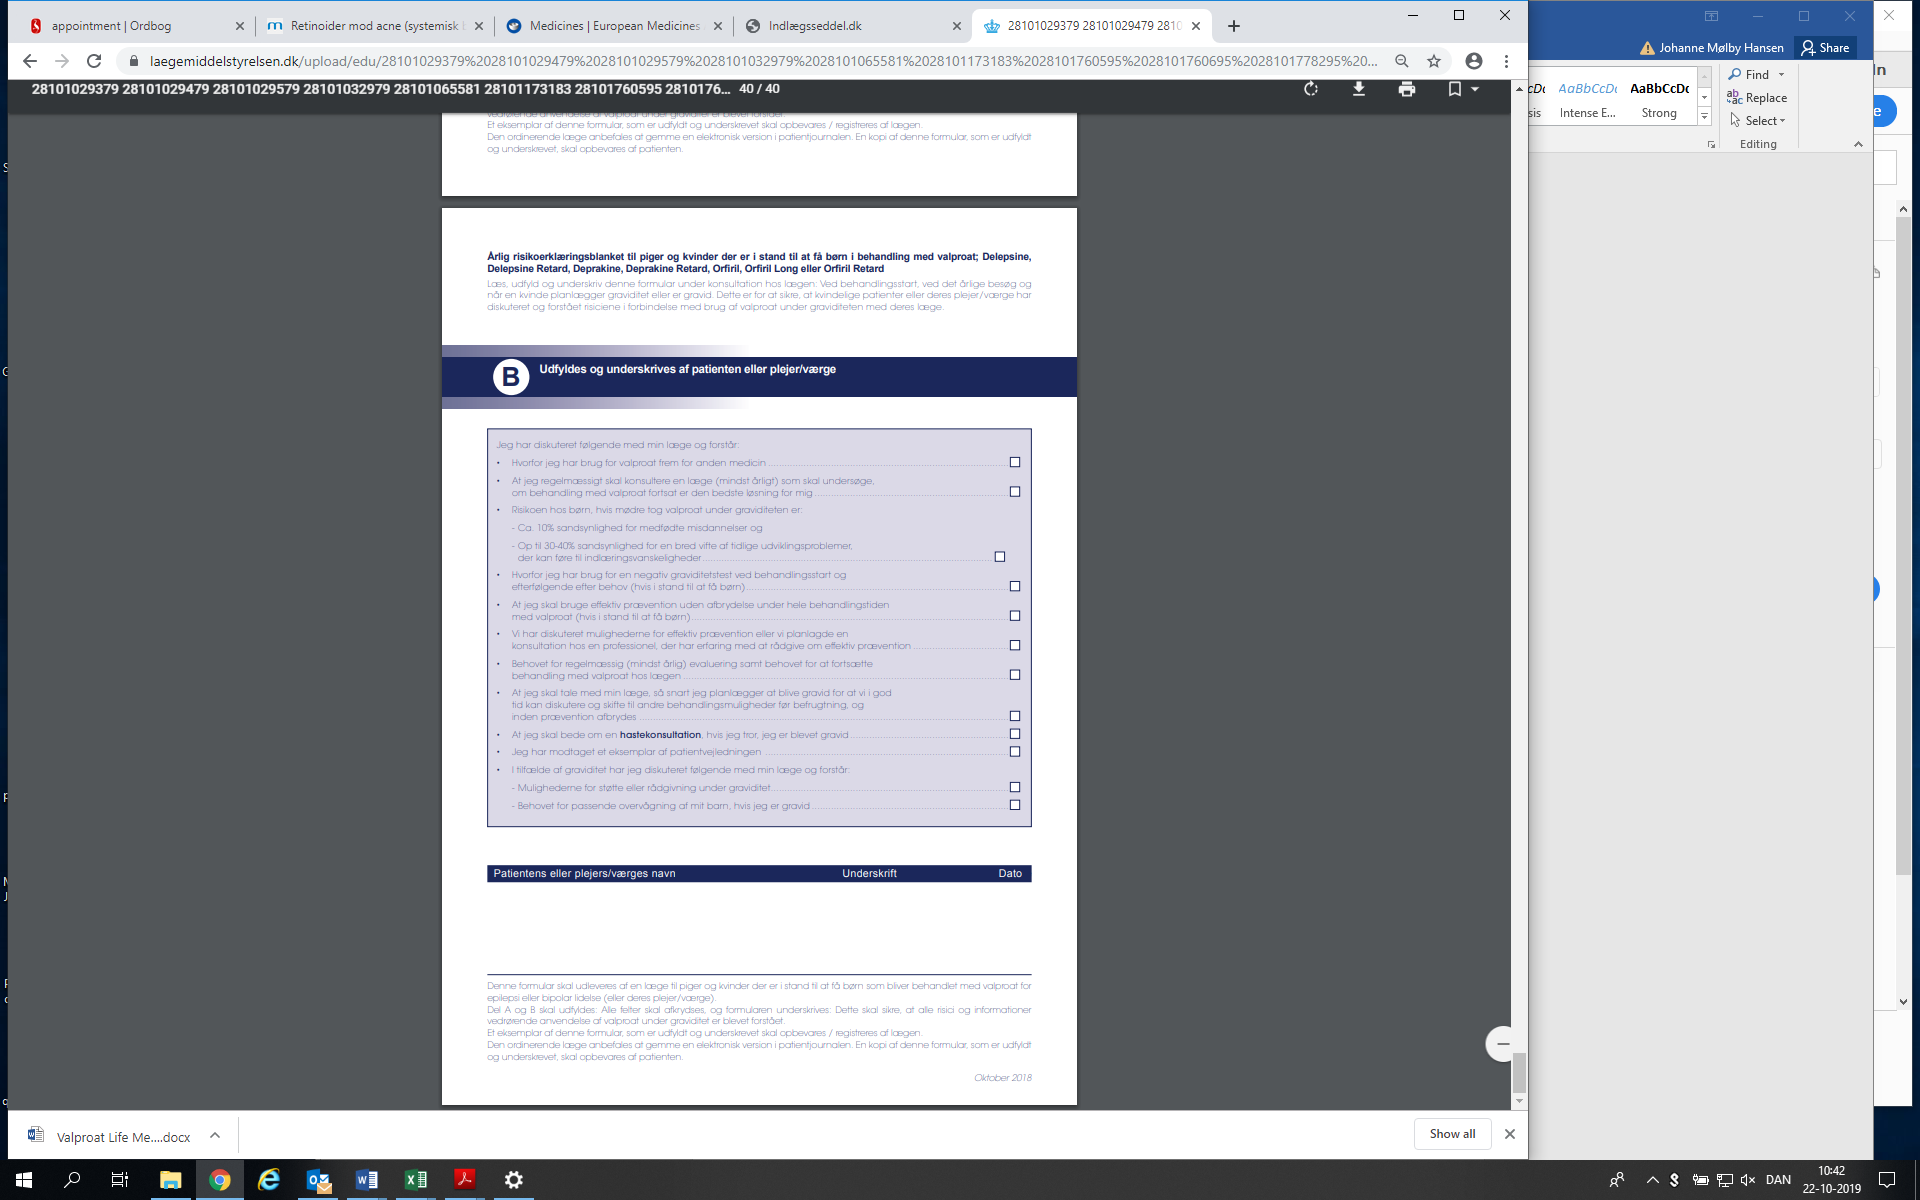 appointment | Ordbog
Retinoider mod acne (systemisk b
Medicines | European Medicines
Indlægsseddel.dk
28101029379 28101029479 2810
laegemiddelstyrelsen.dk/upload/edu/28101029379%2028101029479%2028101029579%2028101032979%2028101065581%2028101173183%2028101760595%2028101760695%2028101778295%20...
28101029379 28101029479 28101029579 28101032979 28101065581 28101173183 28101760595 2810176... 40 / 40
Johanne Mølby Hansen
Share
AaBbCcDc
AaBbCcDc
sis
Intense E...
Strong
Find
Replace
Select
Editing
vedrørende anvendelse af valproat under graviditet er blevet forstået.
Et eksemplar af denne formular, som er udfyldt og underskrevet skal opbevares / registreres af lægen.
Den ordinerende læge anbefales at gemme en elektronisk version i patientjournalen. En kopi af denne formular, som er udfyldt
og underskrevet, skal opbevares af patienten.
Årlig risikoerklæringsblanket til piger og kvinder der er i stand til at få børn i behandling med valproat; Delepsine,
Delepsine Retard, Deprakine, Deprakine Retard, Orfiril, Orfiril Long eller Orfiril Retard
Læs, udfyld og underskriv denne formular under konsultation hos lægen: Ved behandlingsstart, ved det årlige besøg og
når en kvinde planlægger graviditet eller er gravid. Dette er for at sikre, at kvindelige patienter eller deres plejer/værge har
diskuteret og forstået risiciene i forbindelse med brug af valproat under graviditeten med deres læge.
B Udfyldes og underskrives af patienten eller plejer/værge
Jeg har diskuteret følgende med min læge og forstår:
• Hvorfor jeg har brug for valproat frem for anden medicin
• At jeg regelmæssigt skal konsultere en læge (mindst årligt) som skal undersøge,
om behandling med valproat fortsat er den bedste løsning for mig
• Risikoen hos børn, hvis mødre tog valproat under graviditeten er:
- Ca. 10% sandsynlighed for medfødte misdannelser og
- Op til 30-40% sandsynlighed for en bred vifte af tidlige udviklingsproblemer,
der kan føre til indlæringsvanskeligheder
• Hvorfor jeg har brug for en negativ graviditetstest ved behandlingsstart og
efterfølgende efter behov (hvis i stand til at få børn)
• At jeg skal bruge effektiv prævention uden afbrydelse under hele behandlingstiden
med valproat (hvis i stand til at få børn)
• Vi har diskuteret mulighederne for effektiv prævention eller vi planlagde en
konsultation hos en professionel, der har erfaring med at rådgive om effektiv prævention
• Behovet for regelmæssig (mindst årlig) evaluering samt behovet for at fortsætte
behandling med valproat hos lægen
• At jeg skal tale med min læge, så snart jeg planlægger at blive gravid for at vi i god
tid kan diskutere og skifte til andre behandlingsmuligheder før befrugtning, og
inden prævention afbrydes
• At jeg skal bede om en hastekonsultation, hvis jeg tror, jeg er blevet gravid
• Jeg har modtaget et eksemplar af patientvejledningen
• I tilfælde af graviditet har jeg diskuteret følgende med min læge og forstår:
- Mulighederne for støtte eller rådgivning under graviditet
- Behovet for passende overvågning af mit barn, hvis jeg er gravid
Patientens eller plejers/værges navn Underskrift Dato
Denne formular skal udleveres af en læge til piger og kvinder der er i stand til at få børn som bliver behandlet med valproat for
epilepsi eller bipolar lidelse (eller deres plejer/værge).
Del A og B skal udfyldes: Alle felter skal afkrydses, og formularen underskrives: Dette skal sikre, at alle risici og informationer
vedrørende anvendelse af valproat under graviditet er blevet forstået.
Et eksemplar af denne formular, som er udfyldt og underskrevet skal opbevares / registreres af lægen.
Den ordinerende læge anbefales at gemme en elektronisk version i patientjournalen. En kopi af denne formular, som er udfyldt
og underskrevet, skal opbevares af patienten.
Oktober 2018
Valproat Life Me....docx
Show all
DAN
10:42
22-10-2019